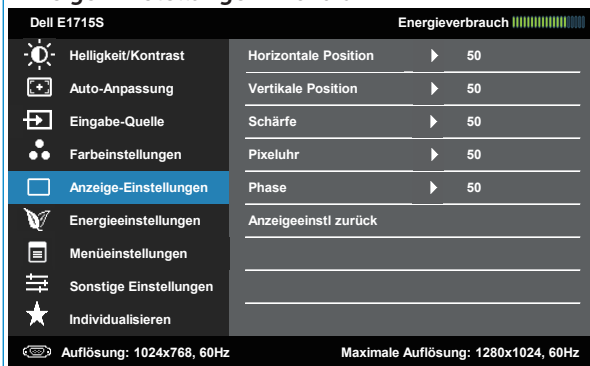 Dell E1715S Energieverbrauch
Helligkeit/Kontrast Horizontale Position 50
Auto-Anpassung Vertikale Position 50
Eingabe-Quelle Schärfe 50
Farbeinstellungen Pixeluhr 50
Anzeige-Einstellungen Phase 50
Energieeinstellungen Anzeigeeinstl zurück
Menüeinstellungen
Sonstige Einstellungen
Individualisieren
Auflösung: 1024x768, 60Hz Maximale Auflösung: 1280x1024, 60Hz